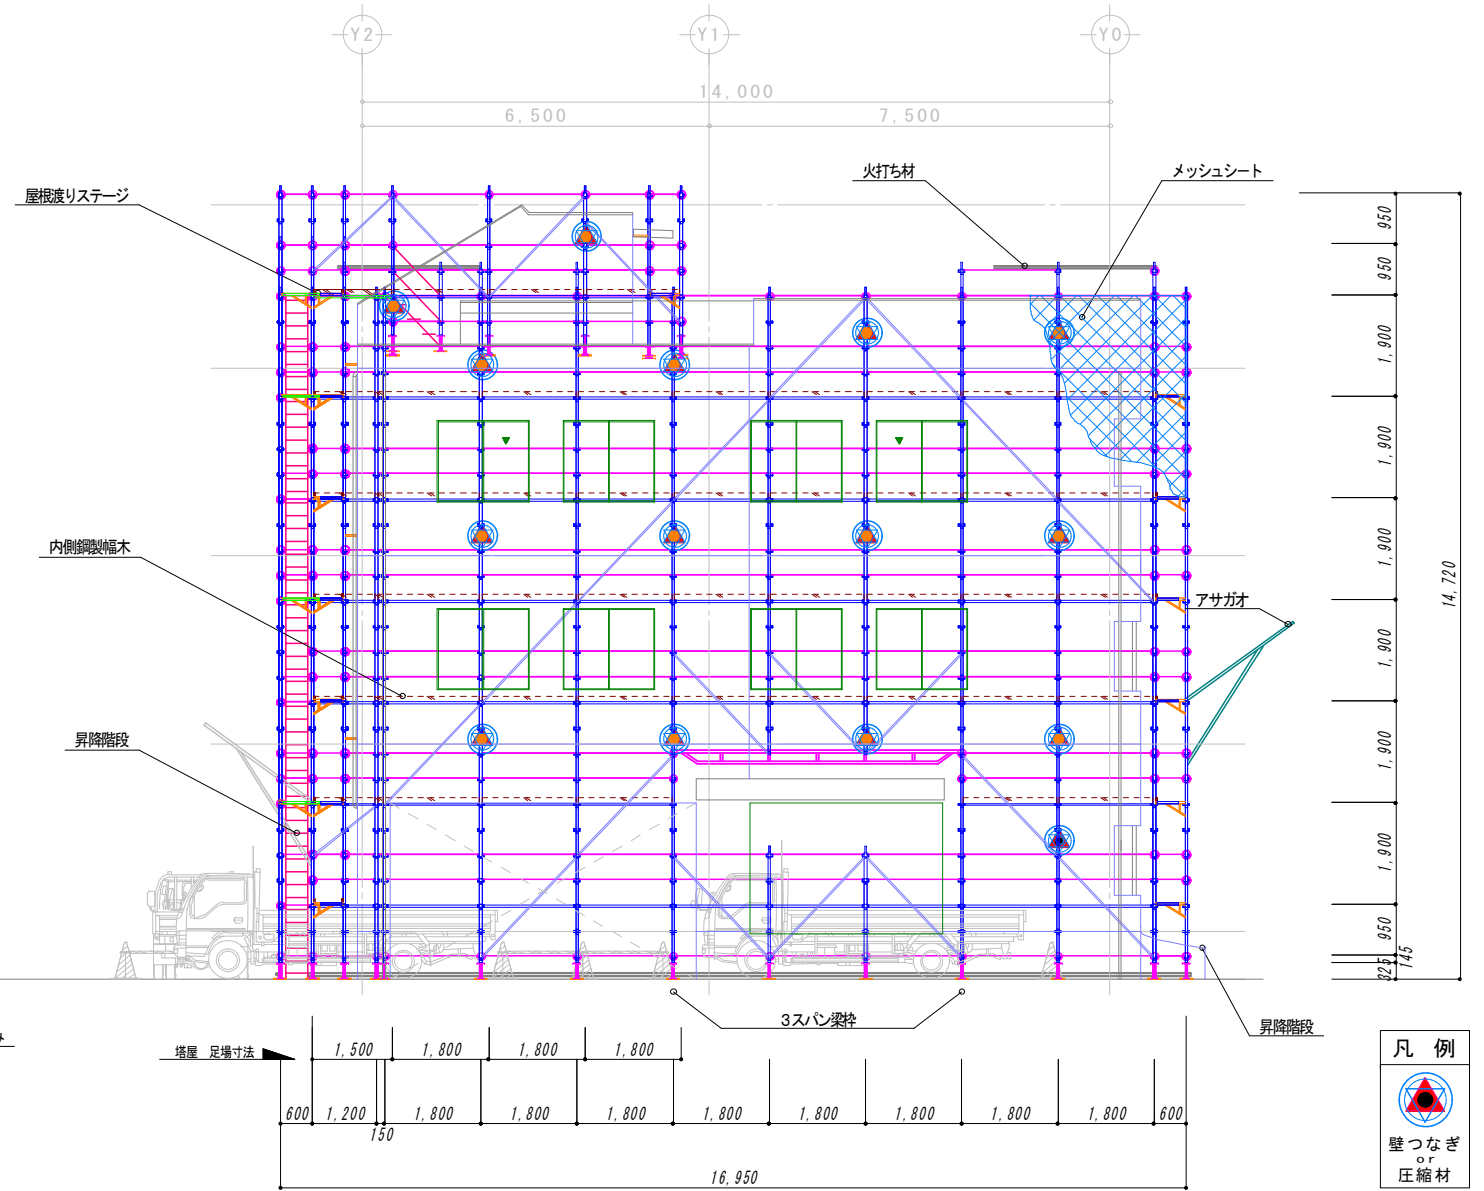 Y2
Y1
Y0
14,000
6,500
7,500
火打ち材
メッシュシート
屋根渡りステージ
950
950
1,900
1,900
内側鋼製幅木
1,900
14,720
アサガオ
1,900
昇降階段
1,900
1,900
950
145
325
3スパン梁枠
昇降階段
塔屋 足場寸法
1,500
1,800
1,800
1,800
600
1,200
150
1,800
1,800
1,800
1,800
1,800
1,800
1,800
1,800
600
16,950
凡 例
壁つなぎ
or
圧縮材